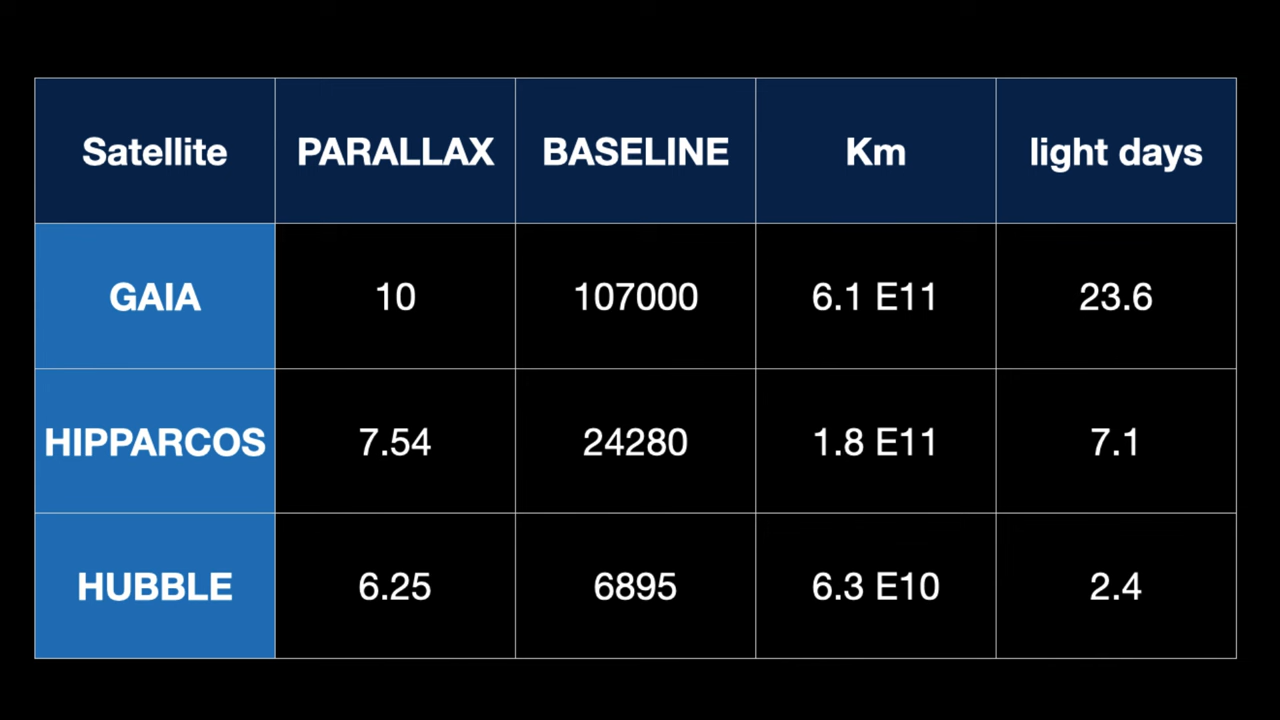 Satellite PARALLAX BASELINE Km light days
GAIA 10 107000 6.1 E11 23.6
HIPPARCOS 7.54 24280 1.8 E11 7.1
HUBBLE 6.25 6895 6.3 E10 2.4